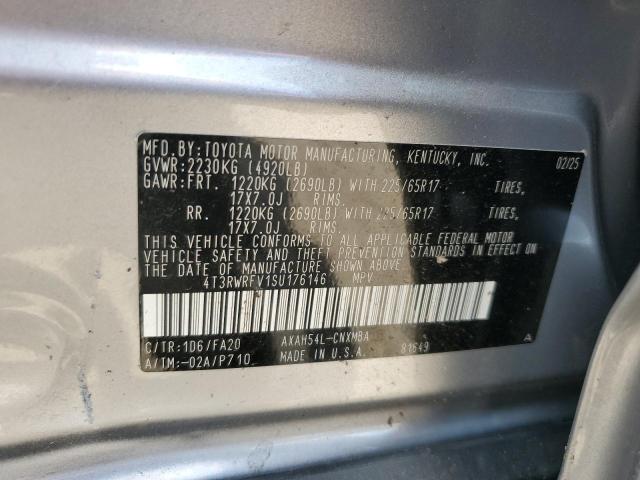 MFD. BY: TOYOTA MOTOR MANUFACTURING, KENTUCKY, INC. 02/25
GVWR: 2230KG (4920LB)
GAWR: FRT. 1220KG (2690LB) WITH 225/65R17 TIRES,
17X7.0J RIMS.
RR. 1220KG (2690LB) WITH 225/65R17 TIRES,
17X7.0J RIMS.
THIS VEHICLE CONFORMS TO ALL APPLICABLE FEDERAL MOTOR
VEHICLE SAFETY AND THEFT PREVENTION STANDARDS IN EFFECT ON
THE DATE OF MANUFACTURE SHOWN ABOVE.
4T3RWRFV1SU176146 MPV
C/TR: 1D6/FA20 AXAH54L-CNXMBA A
A/TM: -02A/P710 MADE IN U.S.A. 81649